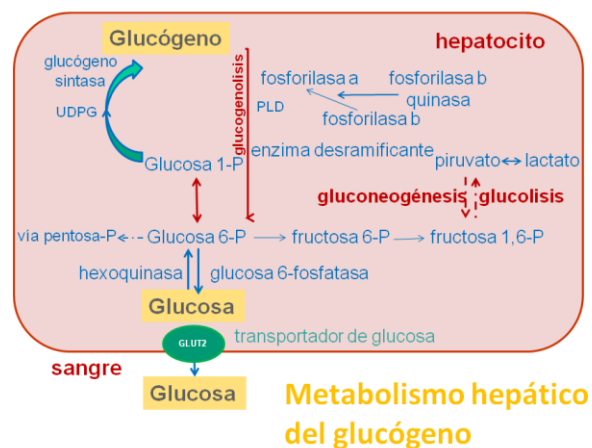 Glucógeno
hepatocito
glucógeno
sintasa
UDPG
glucogenolisis
fosforilasa a
fosforilasa b
quinasa
PLD
fosforilasa b
enzima desramificante
Glucosa 1-P
piruvato
lactato
gluconeogénesis
glucolisis
via pentosa-P
Glucosa 6-P
fructosa 6-P
fructosa 1,6-P
hexoquinasa
glucosa 6-fosfatasa
Glucosa
GLUT2
transportador de glucosa
sangre
Glucosa
Metabolismo hepático
del glucógeno